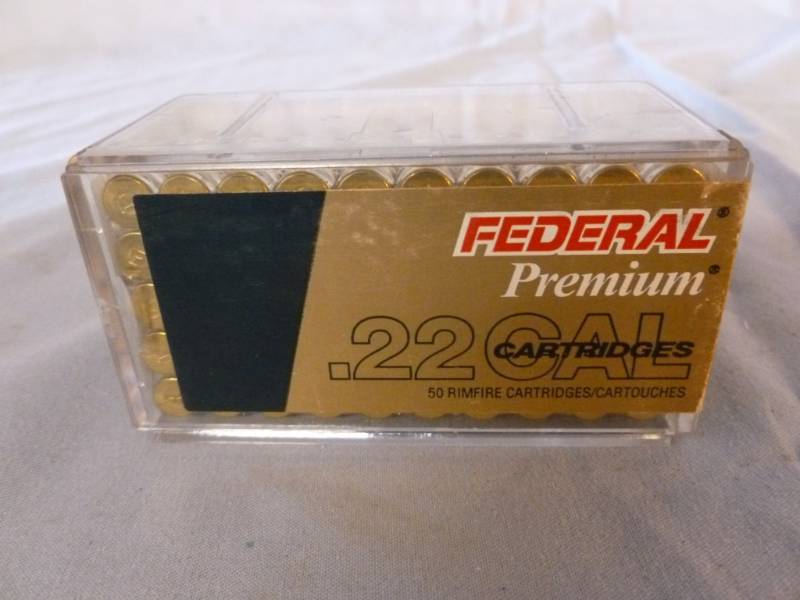 FEDERAL®
Premium®
.22 CAL
CARTRIDGES
50 RIMFIRE CARTRIDGES/CARTOUCHES